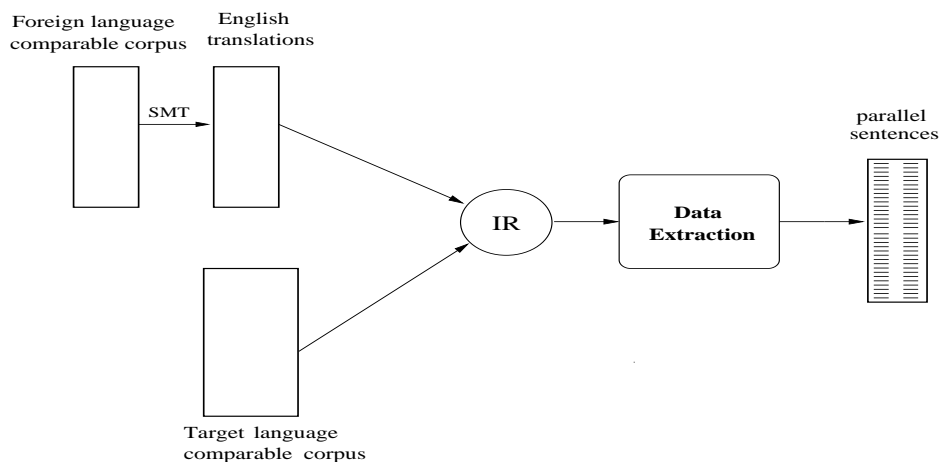 Foreign language
comparable corpus
English
translations
SMT
parallel
sentences
IR
Data
Extraction
Target language
comparable corpus